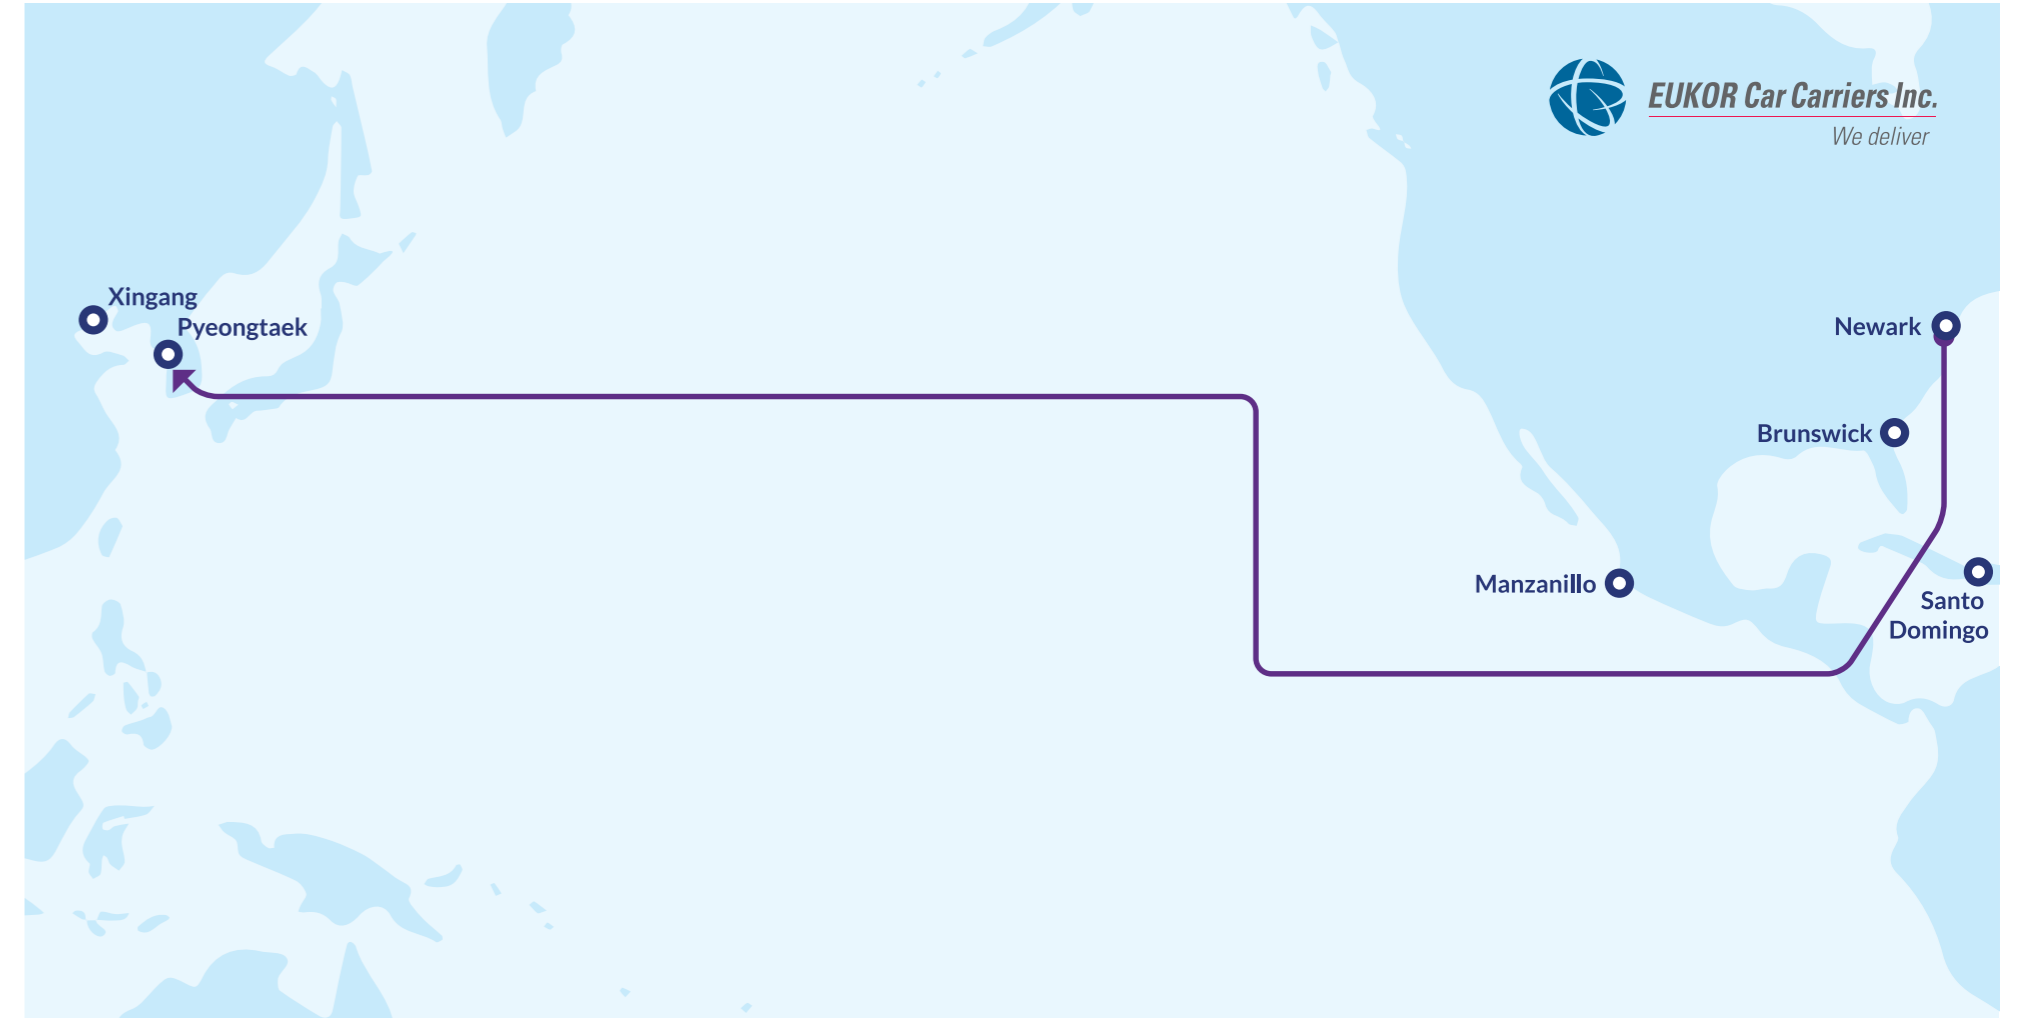 EUKOR Car Carriers Inc.
We deliver
Xingang
Pyeongtaek
Newark
Brunswick
Manzanillo
Santo
Domingo